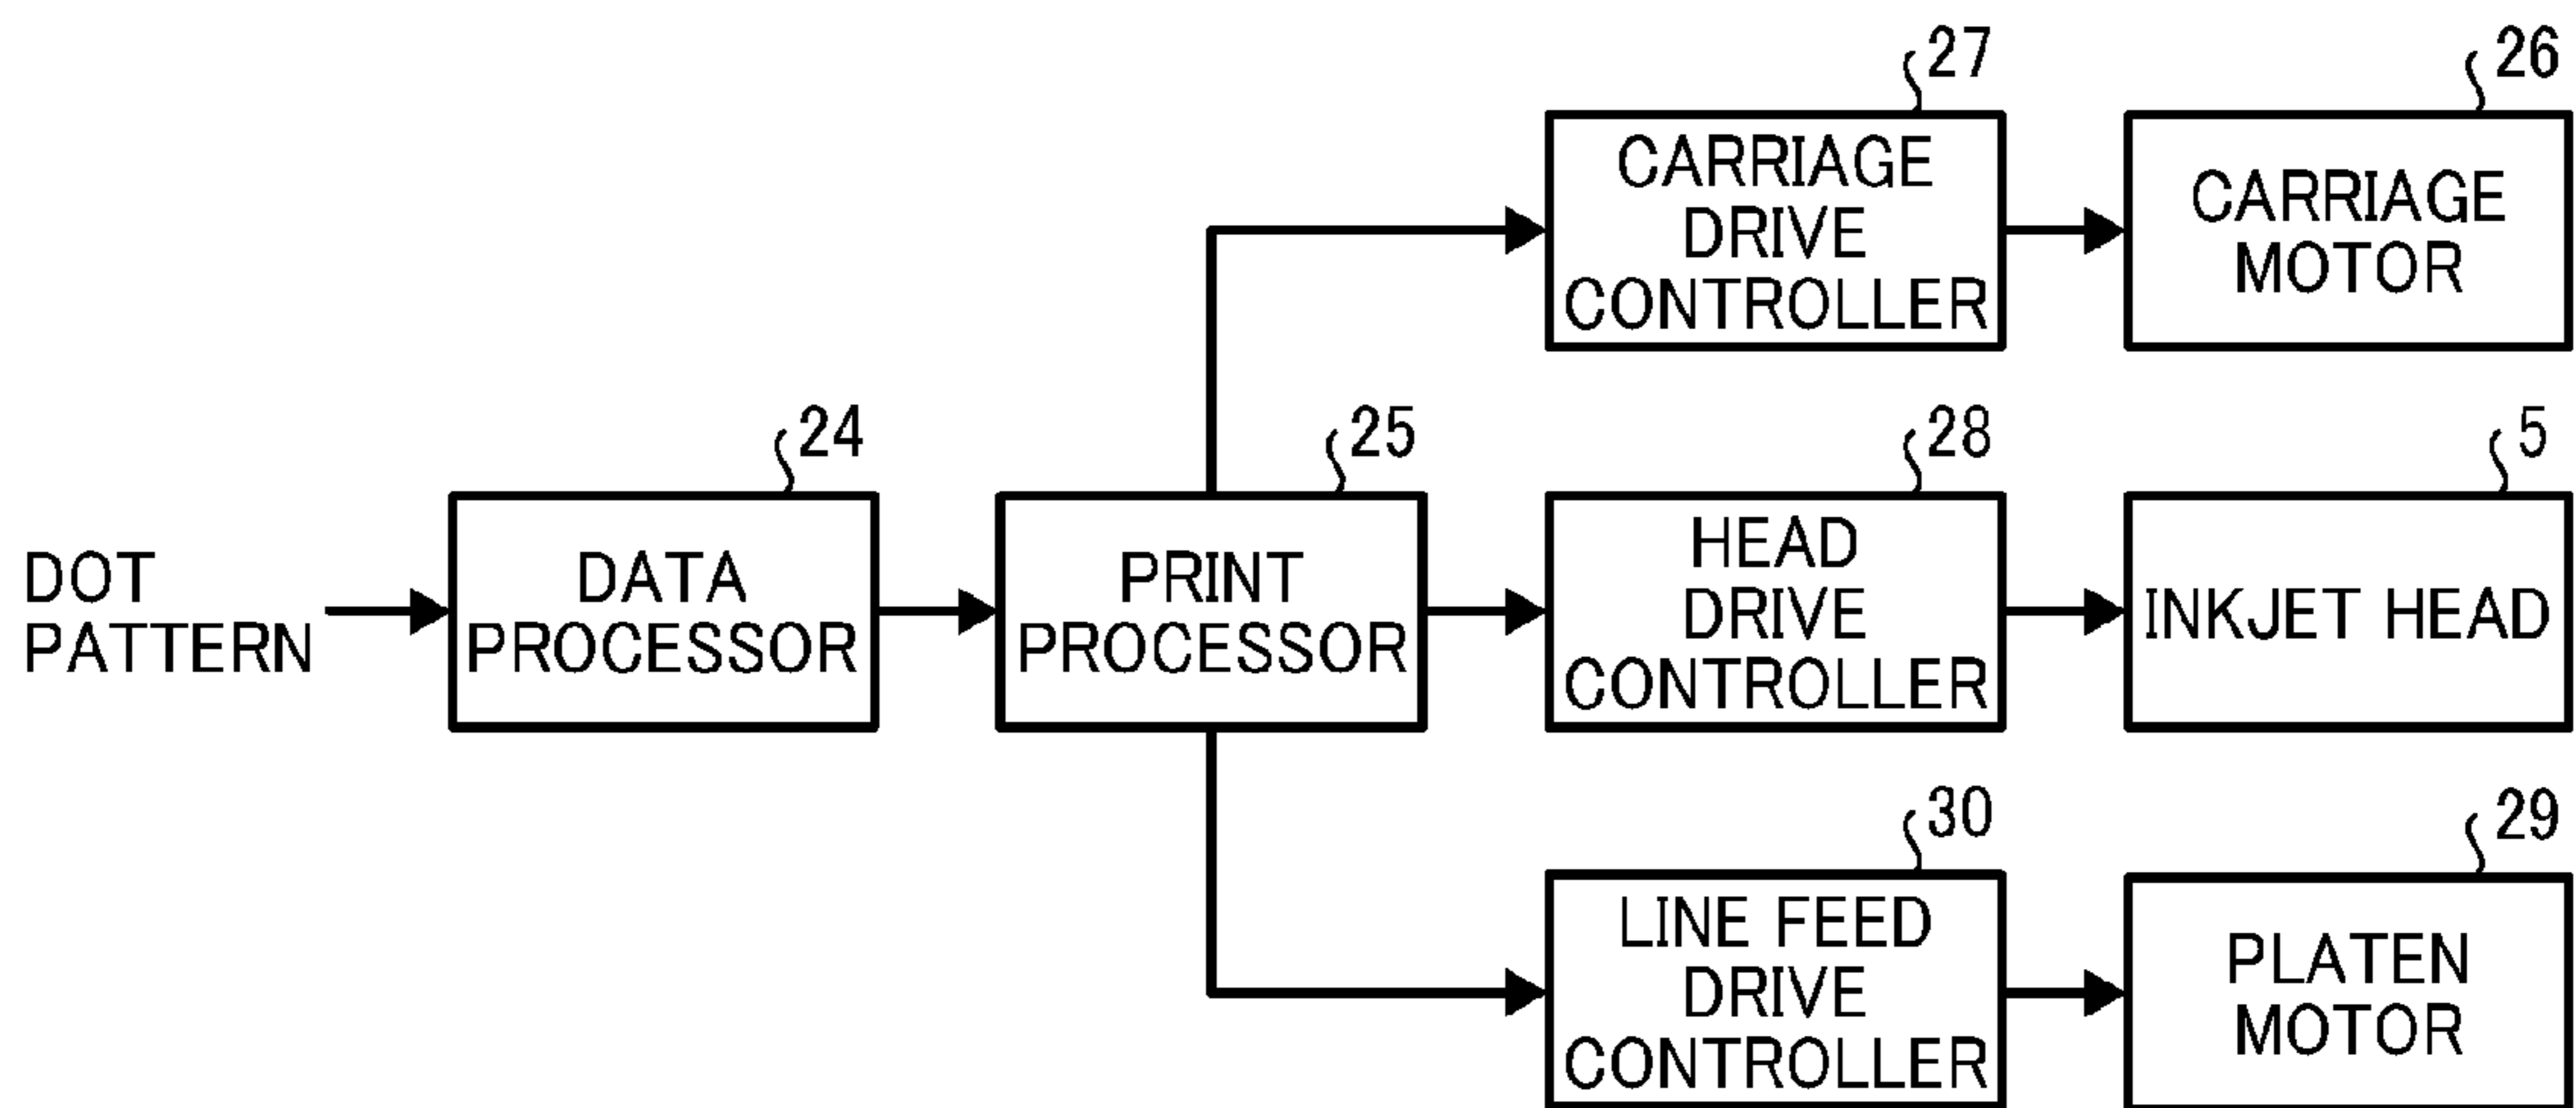 27
CARRIAGE
DRIVE
CONTROLLER
26
CARRIAGE
MOTOR
DOT
PATTERN
24
DATA
PROCESSOR
25
PRINT
PROCESSOR
28
HEAD
DRIVE
CONTROLLER
5
INKJET HEAD
30
LINE FEED
DRIVE
CONTROLLER
29
PLATEN
MOTOR